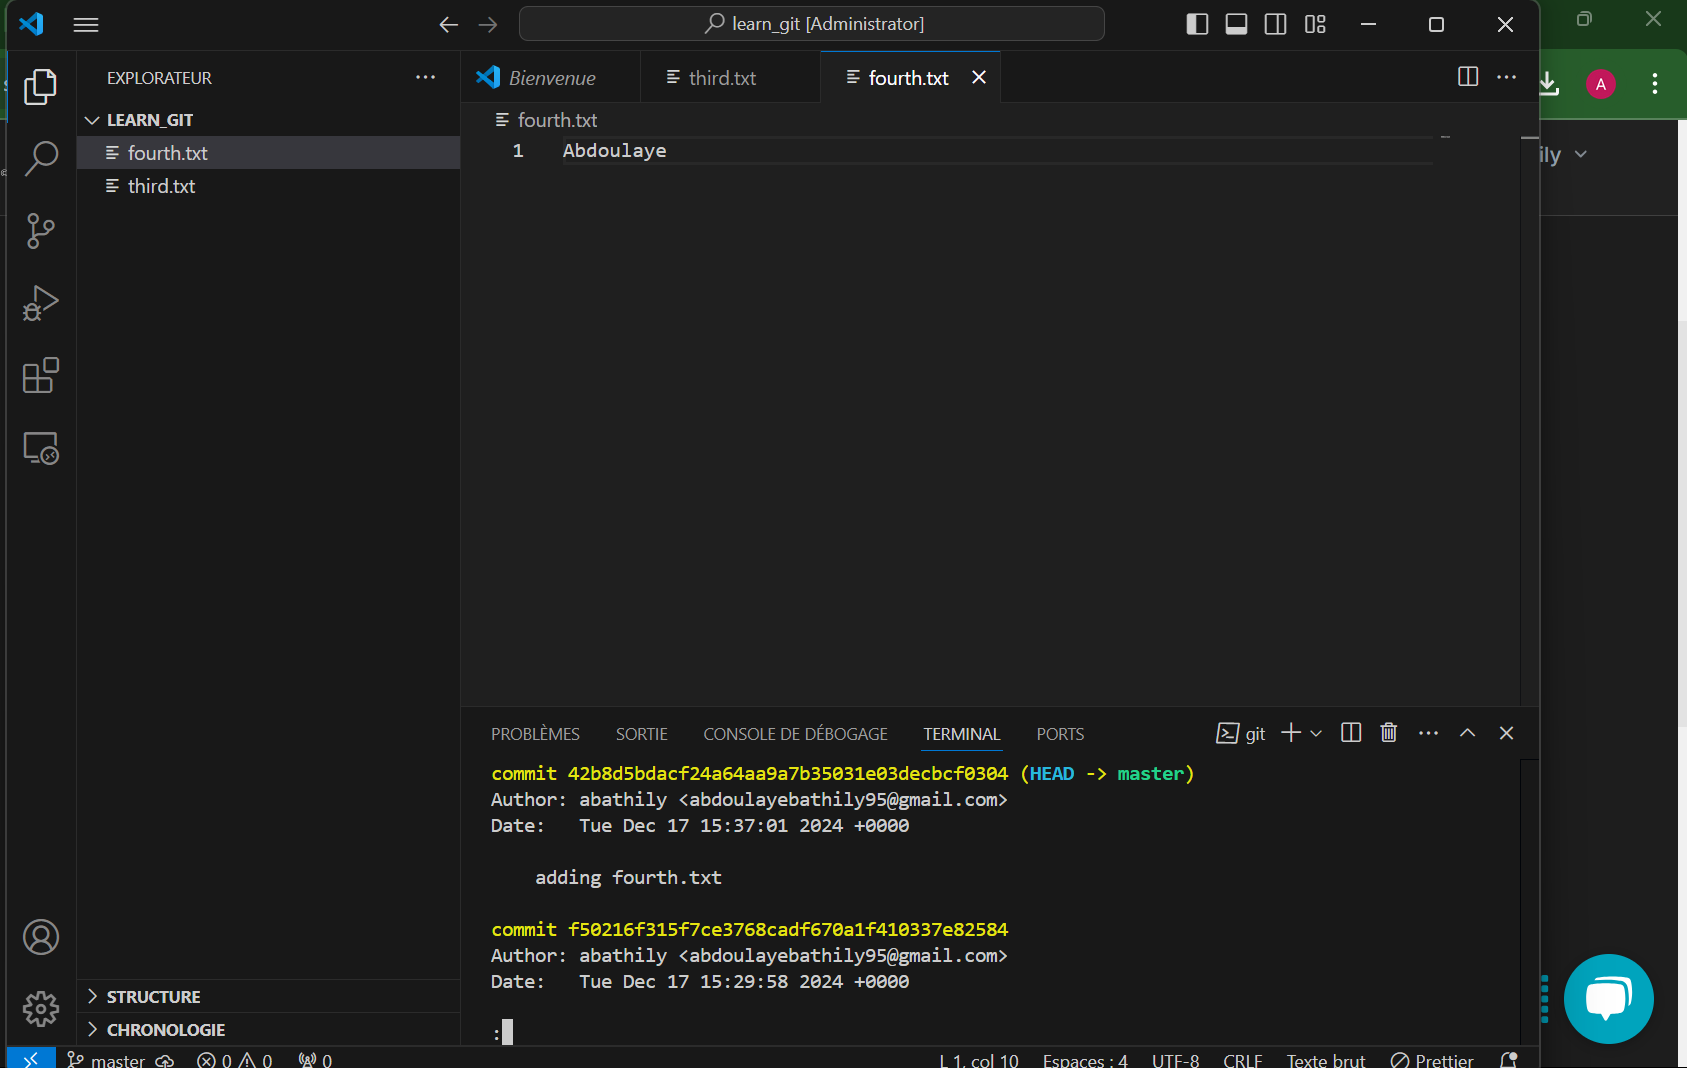 learn_git [Administrator]
EXPLORATEUR
LEARN_GIT
fourth.txt
third.txt
STRUCTURE
CHRONOLOGIE
Bienvenue
third.txt
fourth.txt
fourth.txt
1 Abdoulaye
PROBLÈMES SORTIE CONSOLE DE DÉBOGAGE TERMINAL PORTS
git
commit 42b8d5bdacf24a64aa9a7b35031e03decbcf0304 (HEAD -> master)
Author: abathily <abdoulayebathily95@gmail.com>
Date: Tue Dec 17 15:37:01 2024 +0000
adding fourth.txt
commit f50216f315f7ce3768cadf670a1f410337e82584
Author: abathily <abdoulayebathily95@gmail.com>
Date: Tue Dec 17 15:29:58 2024 +0000
:
master 0 0 0 L 1, col 10 Espaces : 4 UTF-8 CRLF Texte brut Prettier
A
ily